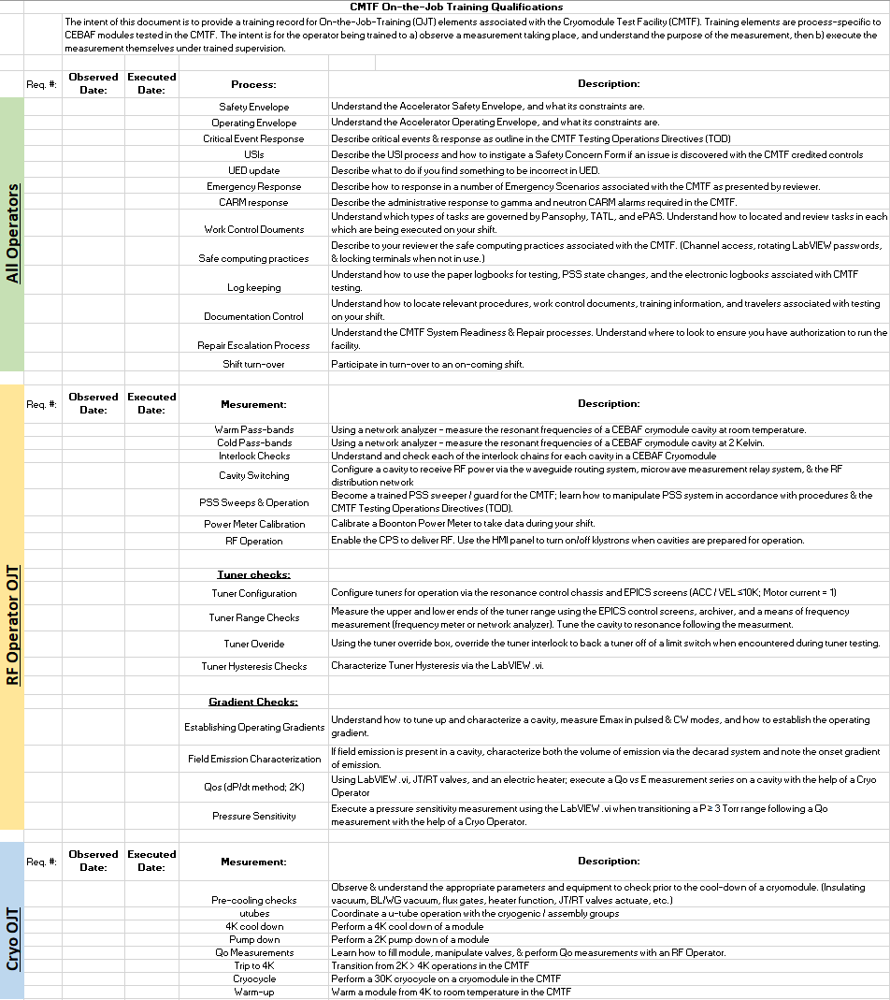 CMTF On-the-Job Training Qualifications
The intent of this document is to provide a training record for On-the-Job-Training (OJT) elements associated with the Cryomodule Test Facility (CMTF). Training elements are process-specific to
CEBAF modules tested in the CMTF. The intent is for the operator being trained to a) observe a measurement taking place, and understand the purpose of the measurement, then b) execute the
measurement themselves under trained supervision.
Req. #: Observed Date: Executed Date: Process: Description:
All Operators
Safety Envelope Understand the Accelerator Safety Envelope, and what its constraints are.
Operating Envelope Understand the Accelerator Operating Envelope, and what its constraints are.
Critical Event Response Describe critical events & response as outline in the CMTF Testing Operations Directives (TOD)
USIs Describe the USI process and how to instigate a Safety Concern Form if an issue is discovered with the CMTF credited controls
UED update Describe what to do if you find something to be incorrect in UED.
Emergency Response Describe how to response in a number of Emergency Scenarios associated with the CMTF as presented by reviewer.
CARM response Describe the administrative response to gamma and neutron CARM alarms required in the CMTF.
Work Control Douments Understand which types of tasks are governed by Pansophy, TATL, and ePAS. Understand how to located and review tasks in each
which are being executed on your shift.
Safe computing practices Describe to your reviewer the safe computing practices associated with the CMTF. (Channel access, rotating LabVIEW passwords,
& locking terminals when not in use.)
Log keeping Understand how to use the paper logbooks for testing, PSS state changes, and the electronic logbooks assciated with CMTF
testing.
Documentation Control Understand how to locate relevant procedures, work control documents, training information, and travelers associated with testing
on your shift.
Repair Escalation Process Understand the CMTF System Readiness & Repair processes. Understand where to look to ensure you have authorization to run the
facility.
Shift turn-over Participate in turn-over to an on-coming shift.
RF Operator OJT
Req. #: Observed Date: Executed Date: Mesurement: Description:
Warm Pass-bands Using a network analyzer - measure the resonant frequencies of a CEBAF crymodule cavity at room temperature.
Cold Pass-bands Using a network analyzer - measure the resonant frequencies of a CEBAF crymodule cavity at 2 Kelvin.
Interlock Checks Understand and check each of the interlock chains for each cavity in a CEBAF Cryomodule
Cavity Switching Configure a cavity to receive RF power via the waveguide routing system, microwave measurement relay system, & the RF
distribution network
PSS Sweeps & Operation Become a trained PSS sweeper / guard for the CMTF; learn how to manipulate PSS system in accordance with procedures & the
CMTF Testing Operations Directives (TOD).
Power Meter Calibration Calibrate a Boonton Power Meter to take data during your shift.
RF Operation Enable the CPS to deliver RF. Use the HMI panel to turn on/off klystrons when cavities are prepared for operation.
Tuner checks:
Tuner Configuration Configure tuners for operation via the resonance control chassis and EPICS screens (ACC / VEL ≤10K; Motor current = 1)
Tuner Range Checks Measure the upper and lower ends of the tuner range using the EPICS control screens, archiver, and a means of frequency
measurement (frequency meter or network analyzer). Tune the cavity to resonance following the measurment.
Tuner Overide Using the tuner override box, override the tuner interlock to back a tuner off of a limit switch when encountered during tuner testing.
Tuner Hysteresis Checks Characterize Tuner Hysteresis via the LabVIEW .vi.
Gradient Checks:
Establishing Operating Gradients Understand how to tune up and characterize a cavity, measure Emax in pulsed & CW modes, and how to establish the operating
gradient.
Field Emission Characterization If field emission is present in a cavity, characterize both the volume of emission via the decarad system and note the onset gradient
of emission.
Qos (dP/dt method; 2K) Using LabVIEW .vi, JT/RT valves, and an electric heater; execute a Qo vs E measurement series on a cavity with the help of a Cryo
Operator
Pressure Sensitivity Execute a pressure sensitivity measurement using the LabVIEW .vi when transitioning a P ≥ 3 Torr range following a Qo
measurement with the help of a Cryo Operator.
Cryo OJT
Req. #: Observed Date: Executed Date: Mesurement: Description:
Pre-cooling checks Observe & understand the appropriate parameters and equipment to check prior to the cool-down of a cryomodule. (Insulating
vacuum, BL/WG vacuum, flux gates, heater function, JT/RT valves actuate, etc.)
utubes Coordinate a u-tube operation with the cryogenic / assembly groups
4K cool down Perform a 4K cool down of a module
Pump down Perform a 2K pump down of a module
Qo Measurements Learn how to fill module, manipulate valves, & perform Qo measurements with an RF Operator.
Trip to 4K Transition from 2K > 4K operations in the CMTF
Cryocycle Perform a 30K cryocycle on a cryomodule in the CMTF
Warm-up Warm a module from 4K to room temperature in the CMTF